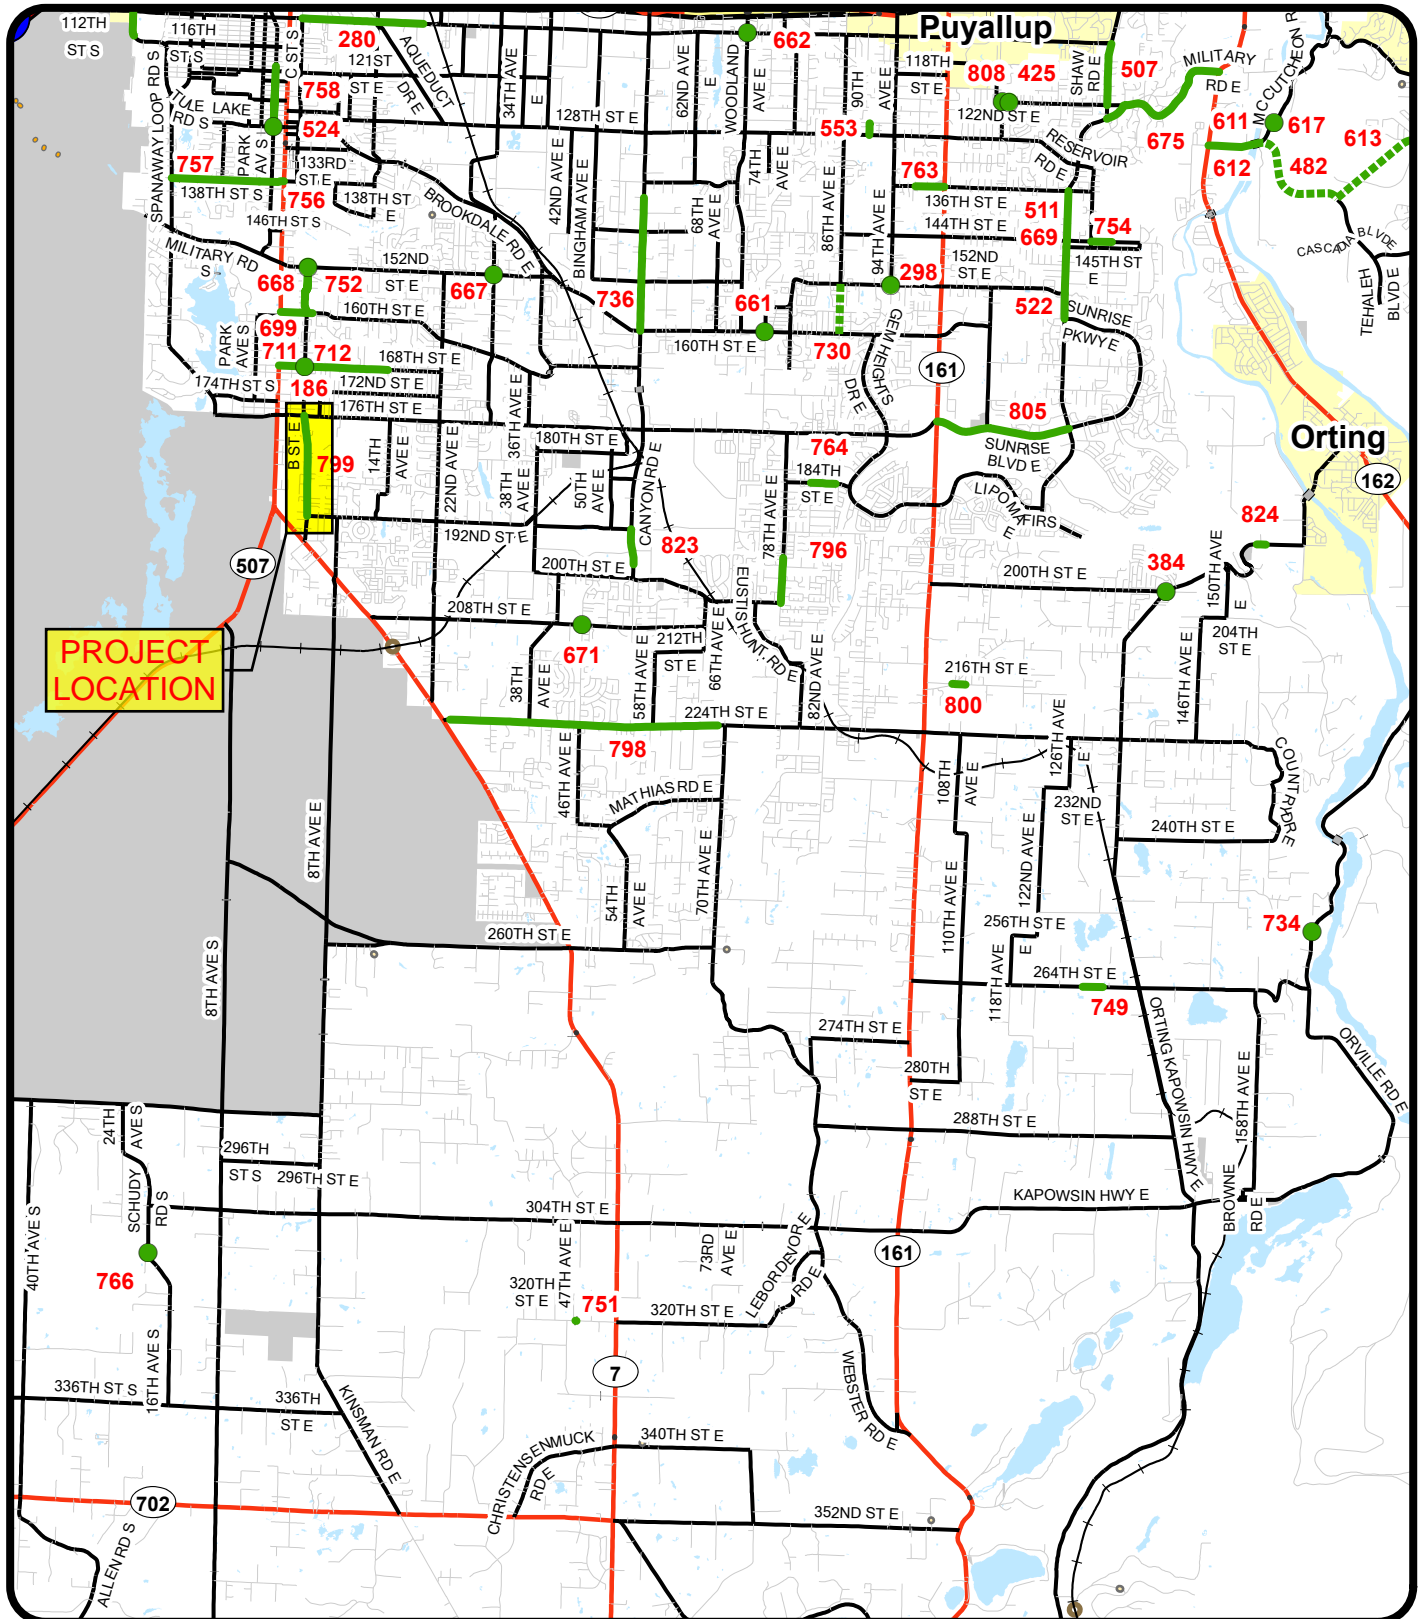 112TH
ST S
116TH
ST S
280
AQUEDUCT
DR E
34TH AVE
E
62ND AVE
E
WOODLAND
AVE E
662
Puyallup
90TH
AVE E
118TH
ST E
808
425
SHAW
RD E
507
MILITARY
RD E
MCCUTCHEON R
C ST S
121ST
ST E
758
TULE LAKE
RD S
SPANAWAY LOOP RD S
524
128TH ST E
553
122ND ST E
675
611
617
613
612
482
757
PARK
AV S
133RD
ST E
RESERVOIR
RD E
763
138TH ST S
756
138TH ST
E
BROOKDALE RD E
42ND AVE E
BINGHAM AVE E
68TH
AVE E
74TH
AVE E
86TH AVE E
94TH AVE E
136TH ST E
511
754
146TH ST S
144TH ST E
669
145TH ST
E
CASCADIA BLVD E
MILITARY RD
S
152ND
ST E
668
752
667
736
661
298
152ND
ST E
522
SUNRISE
PKWY E
TEHALEH
BLVD E
699
160TH ST E
PARK
AVE S
711
712
168TH ST E
160TH ST E
730
GEM HEIGHTS
DR E
161
174TH ST S
186
172ND ST E
176TH ST E
36TH AVE E
805
SUNRISE
BLVD E
Orting
162
B ST E
799
14TH
AVE E
22ND AVE E
38TH
AVE E
180TH ST E
50TH
AVE E
CANYON RD E
764
184TH
ST E
78TH AVE E
LIPOMA FIRS
E
192ND ST E
823
796
824
507
200TH ST E
EUSTIS HUNT RD E
200TH ST E
384
150TH AVE
E
208TH ST E
671
212TH
ST E
66TH AVE E
204TH
ST E
PROJECT
LOCATION
38TH
AVE E
58TH AVE E
82ND AVE E
216TH ST E
800
146TH AVE E
224TH ST E
798
126TH AVE
E
COUNTRY DR E
46TH AVE E
MATHIAS RD E
108TH
AVE E
232ND
ST E
240TH ST E
8TH AVE E
54TH
AVE E
70TH AVE E
110TH AVE E
122ND AVE E
256TH ST E
734
260TH ST E
8TH AVE S
118TH AVE
E
264TH ST E
749
274TH ST E
ORTING KAPOWSIN HWY E
ORVILLE RD E
280TH
ST E
158TH AVE E
24TH
AVE S
288TH ST E
296TH
ST S
296TH ST E
SCHUDY
RD S
KAPOWSIN HWY E
BROWNE
RD E
304TH ST E
40TH AVE S
766
47TH AVE E
73RD
AVE E
LEBOR DENOR E
RD E
161
320TH
ST E
751
320TH ST E
7
WEBSTER RD E
336TH ST S
16TH AVE S
336TH
ST E
KINSMAN RD E
CHRISTENSEN MUCK
RD E
340TH ST E
702
352ND ST E
ALLEN RD S